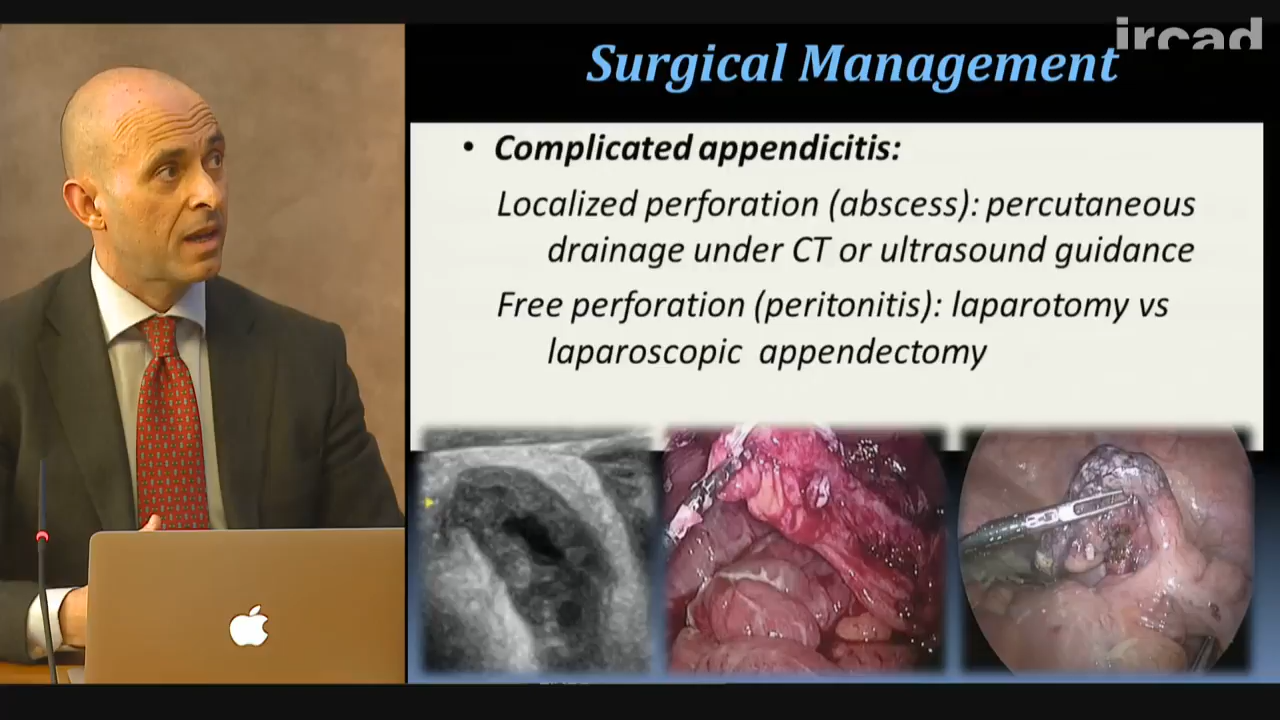 ircad
Surgical Management
• Complicated appendicitis:
Localized perforation (abscess): percutaneous
drainage under CT or ultrasound guidance
Free perforation (peritonitis): laparotomy vs
laparoscopic appendectomy